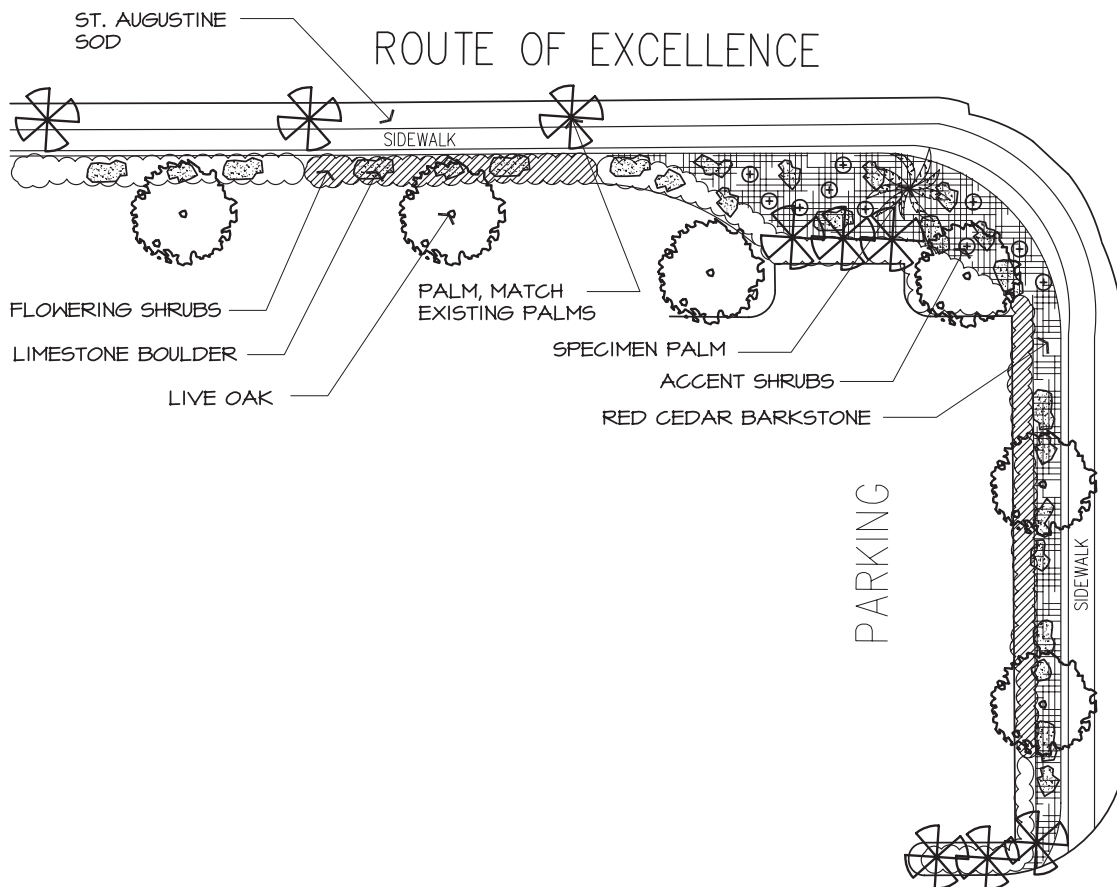 ST. AUGUSTINE
SOD
ROUTE OF EXCELLENCE
SIDEWALK
FLOWERING SHRUBS
LIMESTONE BOULDER
LIVE OAK
PALM, MATCH
EXISTING PALMS
SPECIMEN PALM
ACCENT SHRUBS
RED CEDAR BARKSTONE
PARKING
SIDEWALK